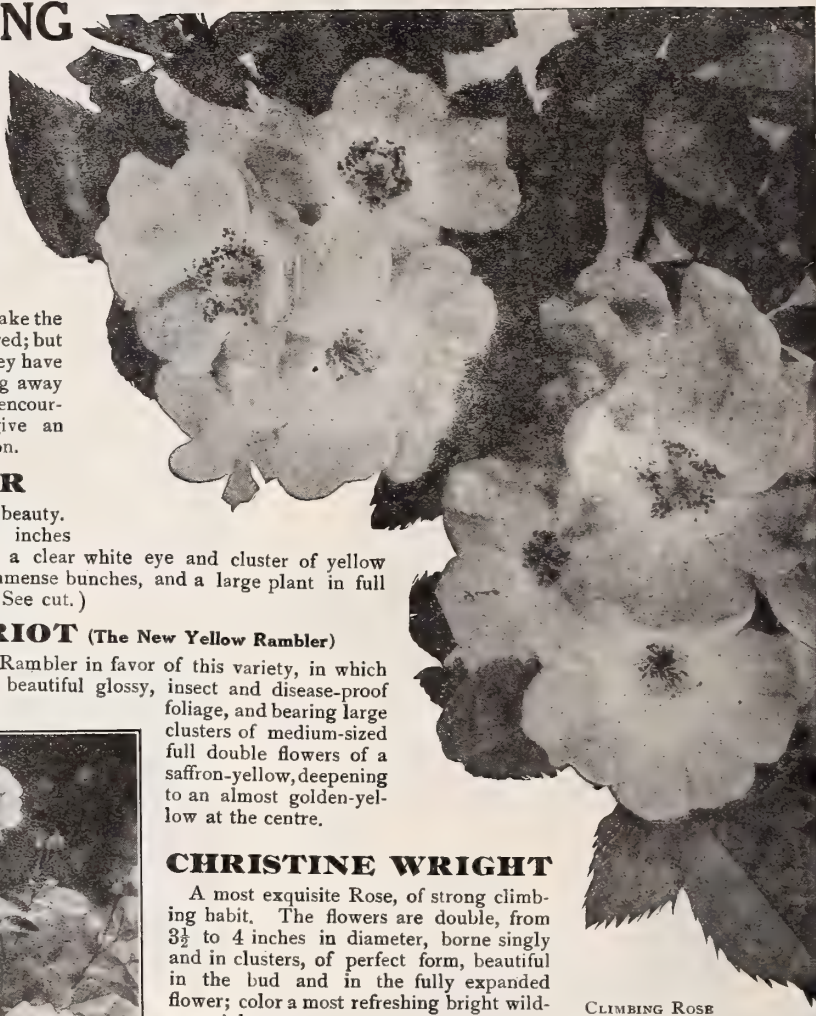 NG
ake the
ed; but
ey have
g away
encour-
ive an
on.
R
beauty.
inches
a clear white eye and cluster of yellow
mense bunches, and a large plant in full
See cut.)
RIOT (The New Yellow Rambler)
Rambler in favor of this variety, in which
beautiful glossy, insect and disease-proof
foliage, and bearing large
clusters of medium-sized
full double flowers of a
saffron-yellow, deepening
to an almost golden-yel-
low at the centre.
CHRISTINE WRIGHT
A most exquisite Rose, of strong climb-
ing habit. The flowers are double, from
3½ to 4 inches in diameter, borne singly
and in clusters, of perfect form, beautiful
in the bud and in the fully expanded
flower; color a most refreshing bright wild-
CLIMBING ROSE